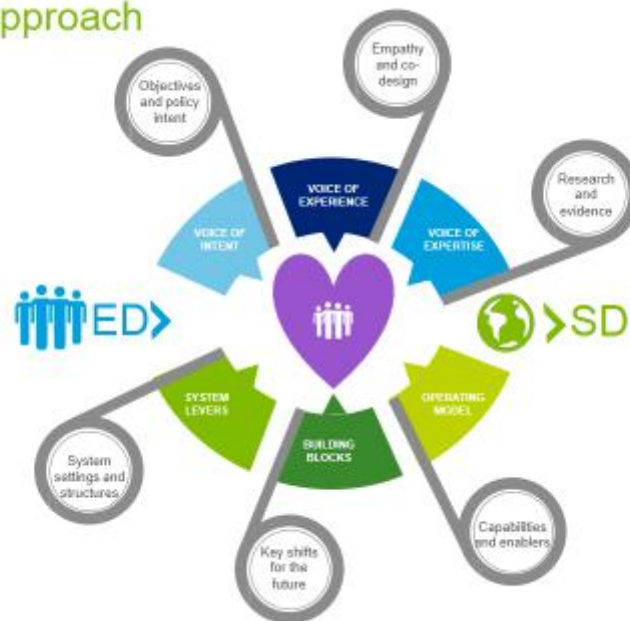 pproach
Empathy
and co-
design
Objectives
and policy
intent
Research
and
evidence
VOICE OF
EXPERIENCE
VOICE OF
INTENT
VOICE OF
EXPERTISE
ED>
>SD
SYSTEM
LEVERS
OPERATING
MODEL
BUILDING
BLOCKS
System
settings and
structures
Key shifts
for the
future
Capabilities
and enablers